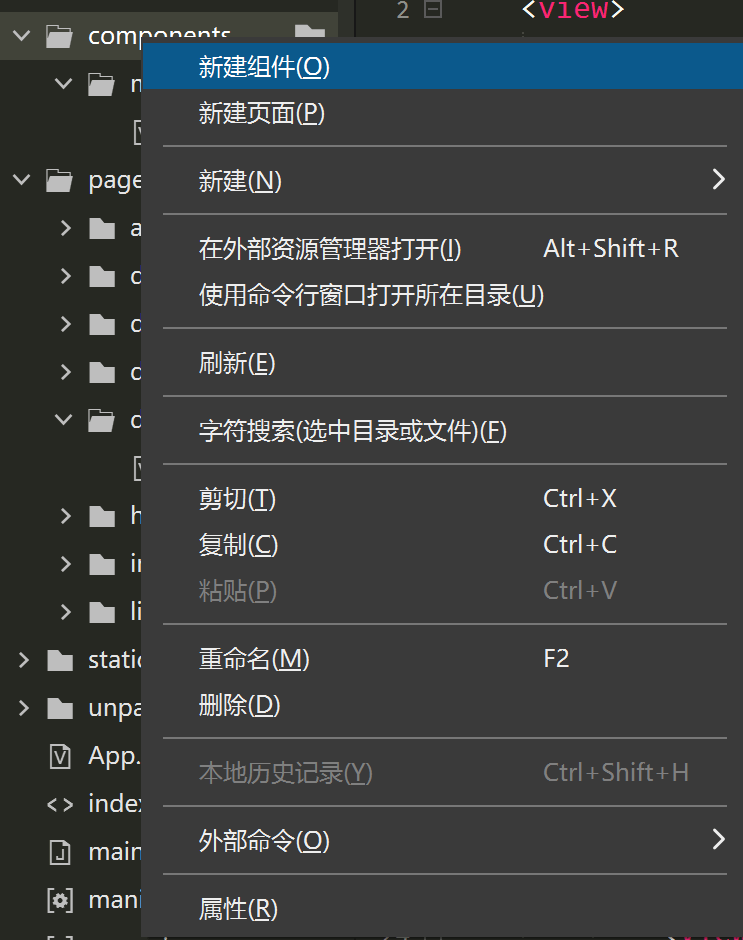 components
2
<view>
新建组件(O)
新建页面(P)
page
新建(N)
在外部资源管理器打开(I) Alt+Shift+R
使用命令行窗口打开所在目录(U)
刷新(E)
字符搜索(选中目录或文件)(F)
剪切(T) Ctrl+X
复制(C) Ctrl+C
粘贴(P) Ctrl+V
重命名(M) F2
static
删除(D)
unpa
App.
本地历史记录(Y) Ctrl+Shift+H
index
外部命令(O)
main
mani
属性(R)